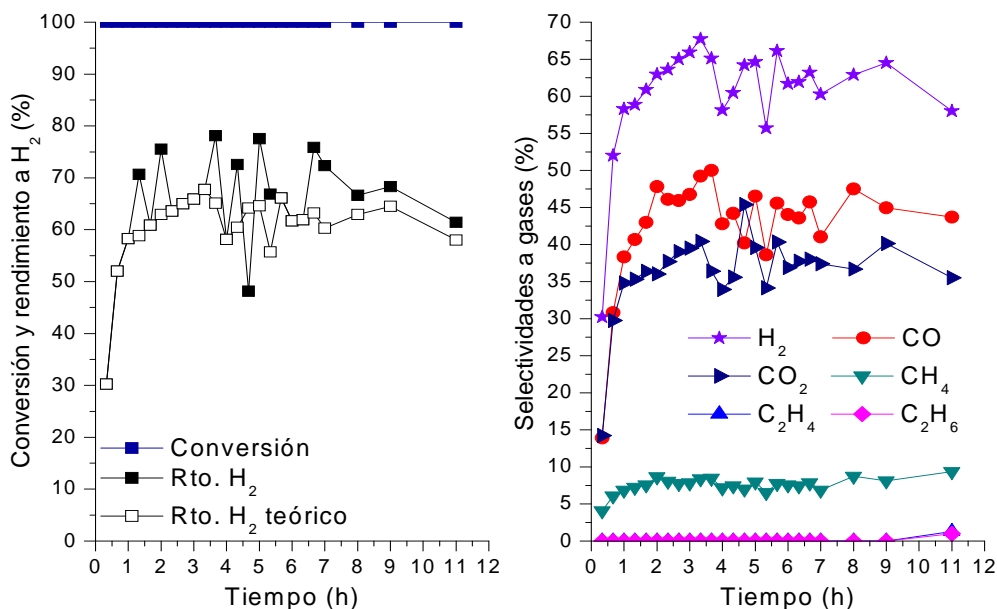 Conversión y rendimiento a H2 (%)
100
90
80
70
60
50
40
30
20
10
0
Conversión
Rto. H2
Rto. H2 teórico
0 1 2 3 4 5 6 7 8 9 10 11 12
Tiempo (h)
Selectividades a gases (%)
70
65
60
55
50
45
40
35
30
25
20
15
10
5
0
H2 CO
CO2 CH4
C2H4 C2H6
0 1 2 3 4 5 6 7 8 9 10 11 12
Tiempo (h)